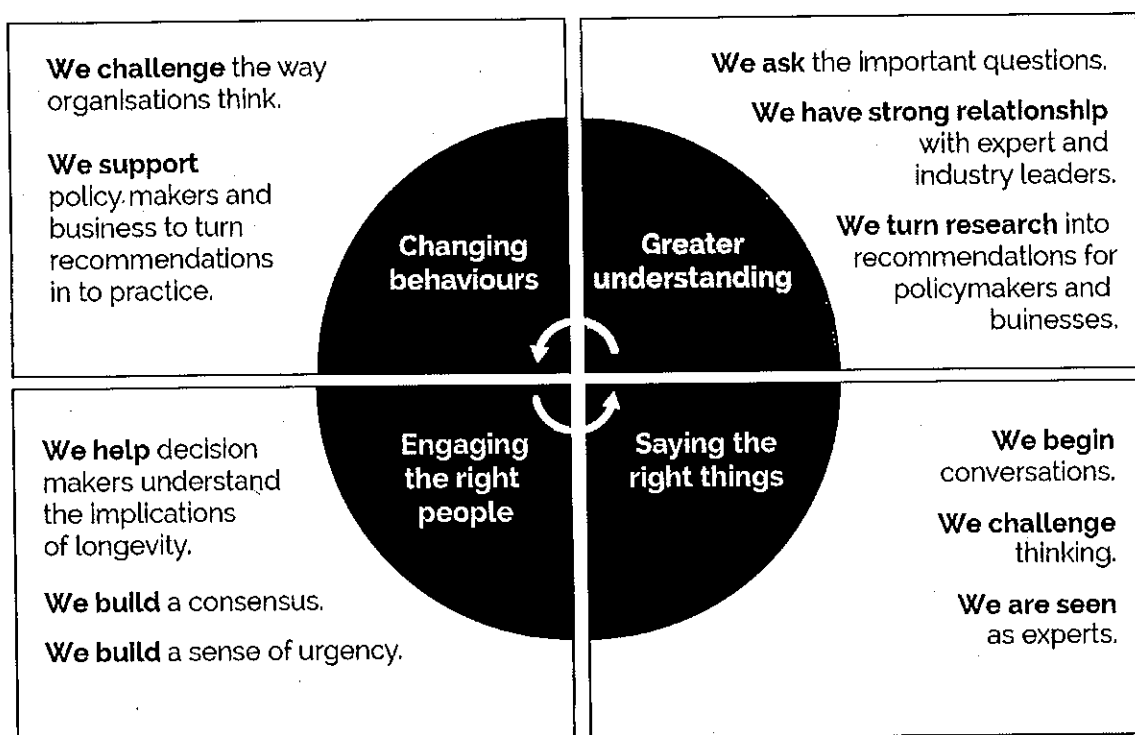 We challenge the way
organisations think.
We support
policy makers and
business to turn
recommendations
in to practice.
Changing
behaviours
We ask the important questions.
We have strong relationship
with expert and
industry leaders.
We turn research into
recommendations for
policymakers and
buinesses.
Greater
understanding
We help decision
makers understand
the implications
of longevity.
We build a consensus.
We build a sense of urgency.
Engaging
the right
people
Saying the
right things
We begin
conversations.
We challenge
thinking.
We are seen
as experts.